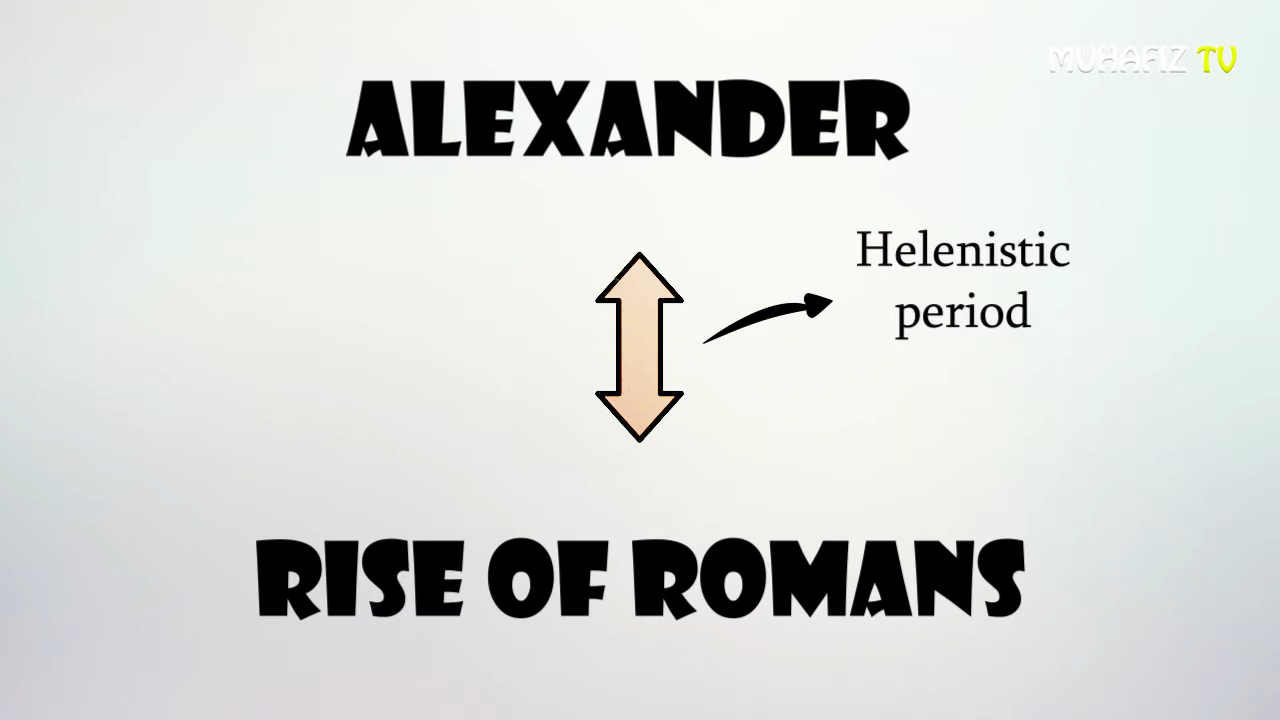 MUHAFIZ TV
ALEXANDER
Helenistic
period
RISE OF ROMANS